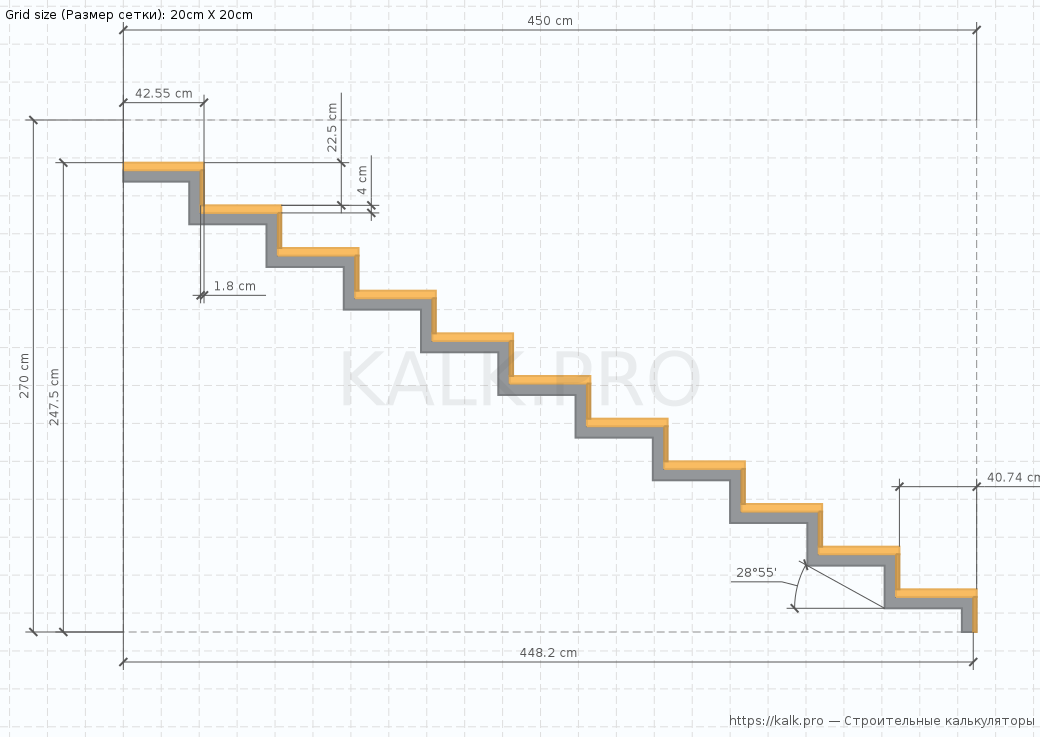 Grid size (Размер сетки): 20cm X 20cm
450 cm
42.55 cm
22.5 cm
4 cm
1.8 cm
270 cm
247.5 cm
KALK.PRO
40.74 cm
28°55'
448.2 cm
https://kalk.pro — Строительные калькуляторы